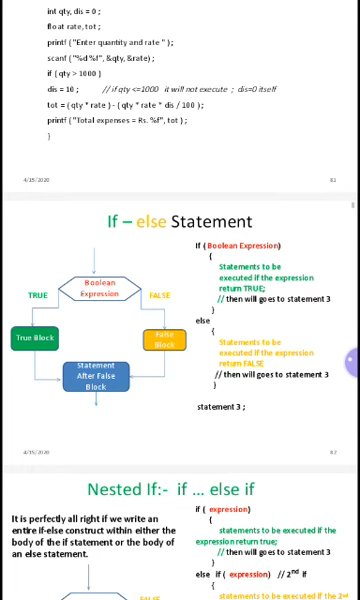 int qty, dis = 0 ;
float rate, tot ;
printf ( "Enter quantity and rate " ) ;
scanf ( "%d %f", &qty, &rate) ;
if ( qty > 1000 )
dis = 10 ; // if qty <=1000 it will not execute ; dis=0 itself
tot = ( qty * rate ) - ( qty * rate * dis / 100 ) ;
printf ( "Total expenses = Rs. %f", tot ) ;
}
4/15/2020 81
If – else Statement
Boolean
Expression
TRUE
FALSE
True Block
False
Block
Statement
After False
Block
If ( Boolean Expression)
{
Statements to be
executed if the expression
return TRUE;
// then will goes to statement 3
}
else
{
Statements to be
executed if the expression
return FALSE
// then will goes to statement 3
}
statement 3 ;
4/15/2020 82
Nested If:- if ... else if
It is perfectly all right if we write an
entire if-else construct within either the
body of the if statement or the body of
an else statement.
FALSE
if ( expression)
{
statements to be executed if the
expression return true;
// then will goes to statement 3
}
else if ( expression) // 2nd if
{
statements to be executed if the 2nd